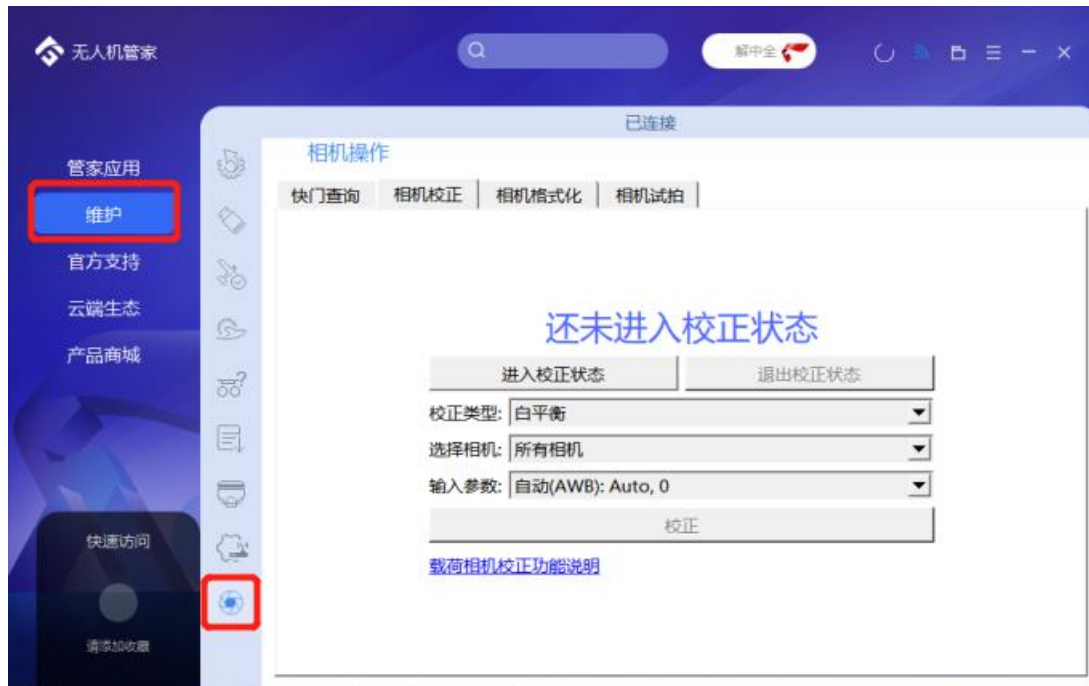 无人机管家
解中全
已连接
管家应用
维护
官方支持
云端生态
产品商城
快速访问
请添加收藏
相机操作
快门查询 相机校正 相机格式化 相机试拍
还未进入校正状态
进入校正状态 退出校正状态
校正类型: 白平衡
选择相机: 所有相机
输入参数: 自动(AWB): Auto, 0
校正
载荷相机校正功能说明